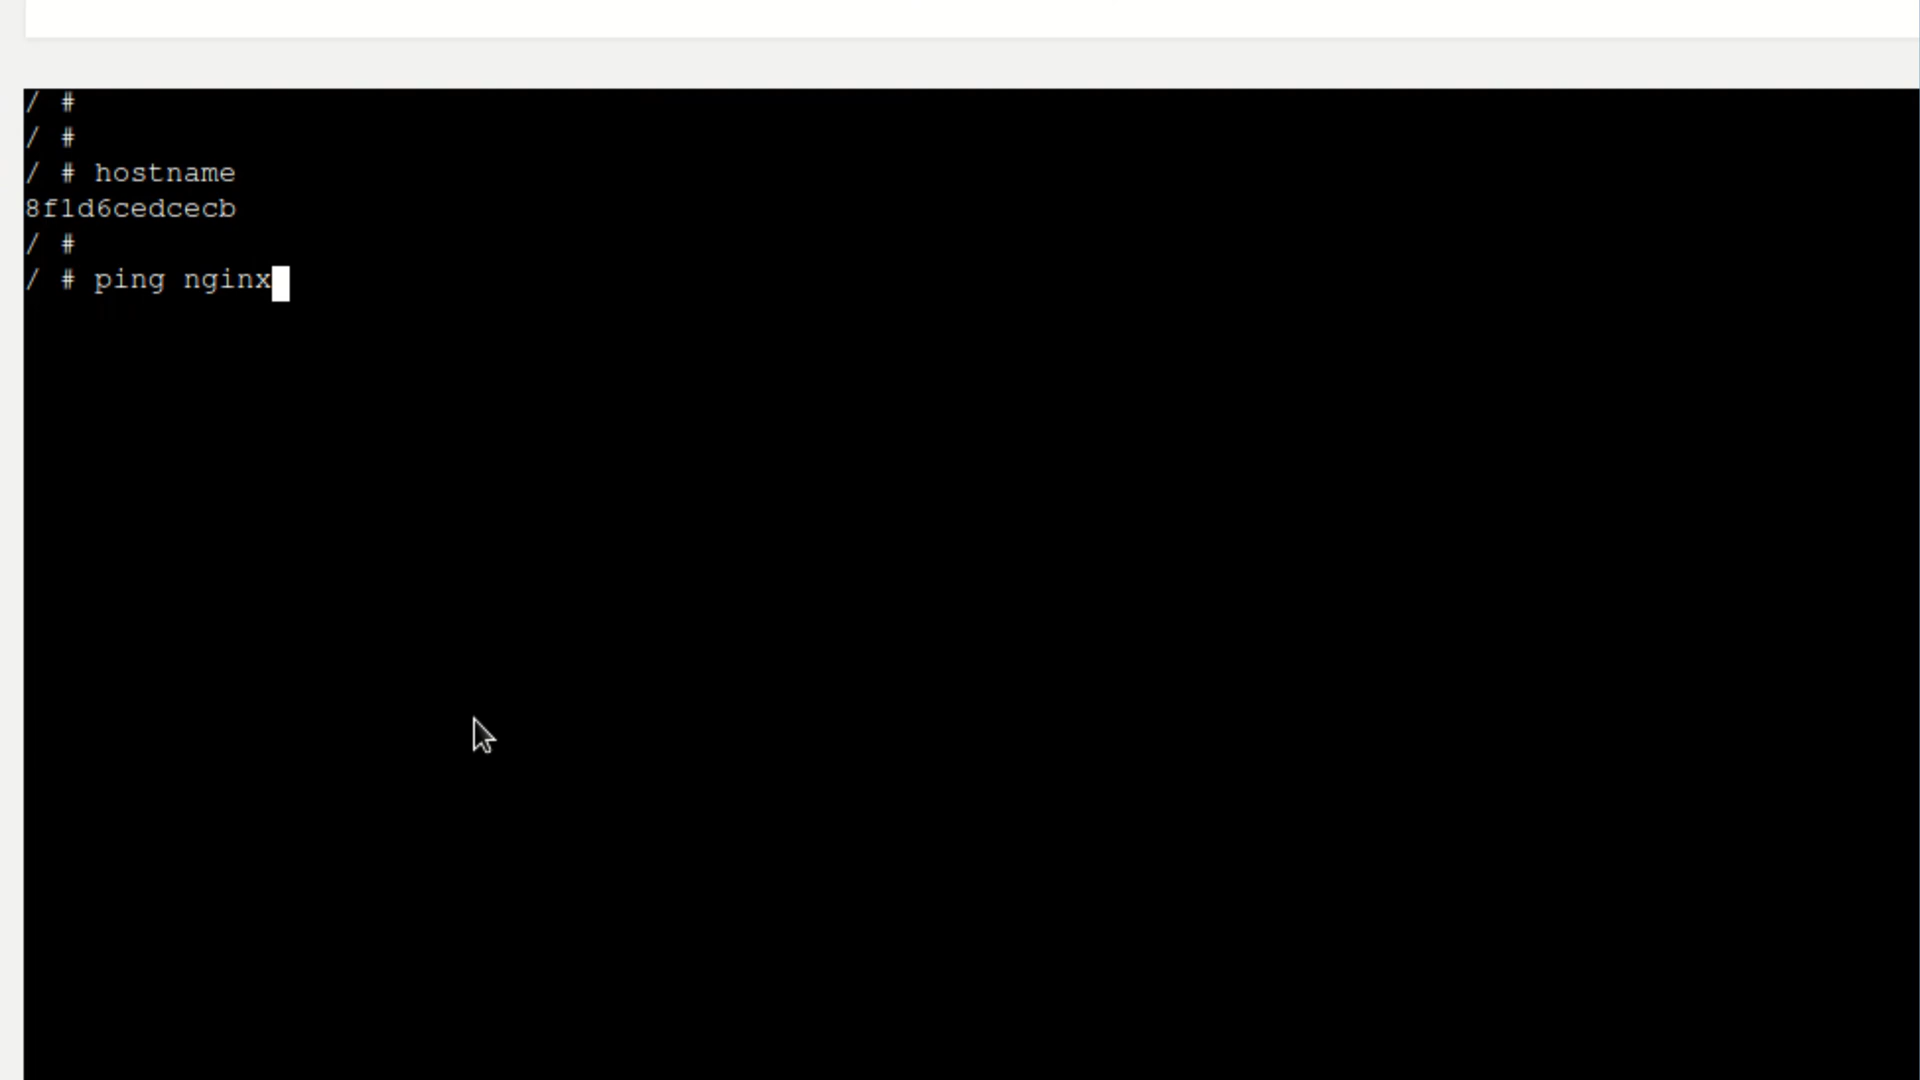 / #
/ #
/ # hostname
8f1d6cedcecb
/ #
/ # ping nginx